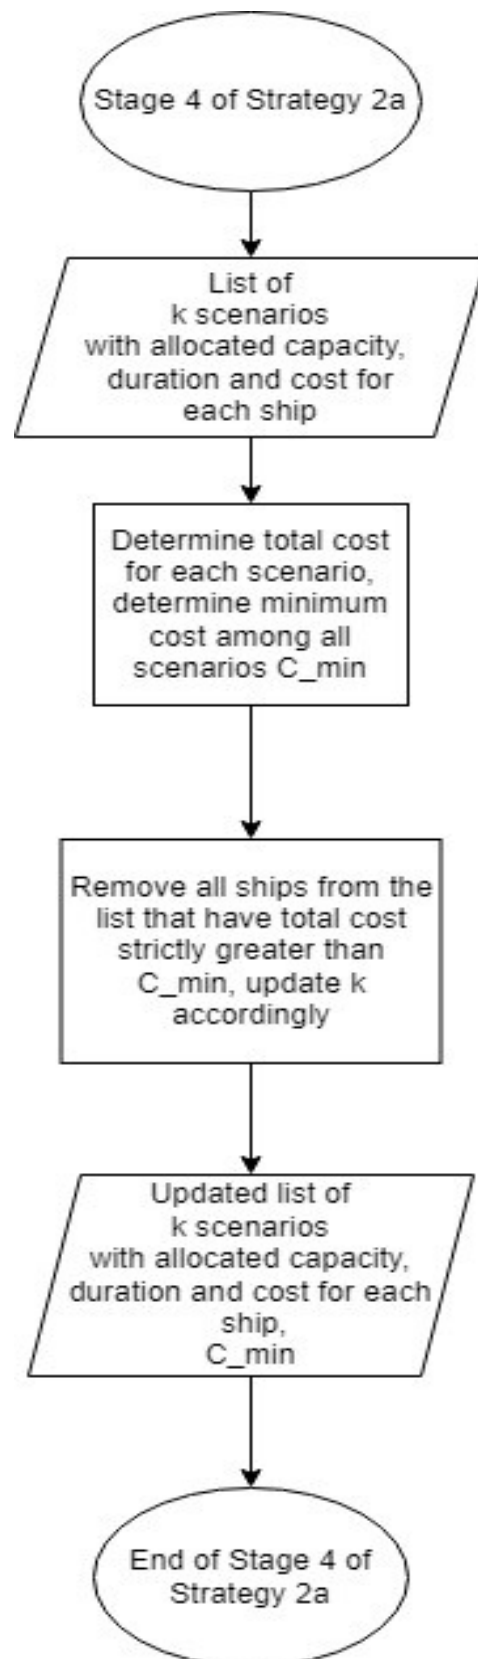 Stage 4 of Strategy 2a
List of
k scenarios
with allocated capacity,
duration and cost for
each ship
Determine total cost
for each scenario,
determine minimum
cost among all
scenarios C_min
Remove all ships from the
list that have total cost
strictly greater than
C_min, update k
accordingly
Updated list of
k scenarios
with allocated capacity,
duration and cost for each
ship,
C_min
End of Stage 4 of
Strategy 2a